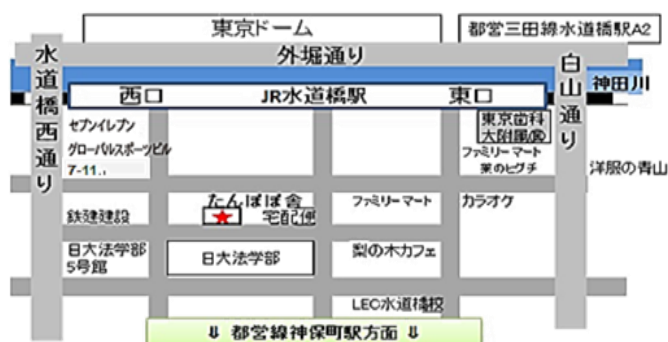 東京ドーム
都営三田線水道橋駅A2
外堀通り
水道橋西通り
白山通り
神田川
西口
JR水道橋駅
東口
セブンイレブン
グローバルスポーツビル
7-11.
東京歯科
大附属㊩
ファミリーマート
薬のヒグチ
洋服の青山
たんぽぽ舎
宅配便
鉄建建設
ファミリーマート
カラオケ
日大法学部
5号館
日大法学部
梨の木カフェ
LEC水道橋校
⇓ 都営線神保町駅方面 ⇓